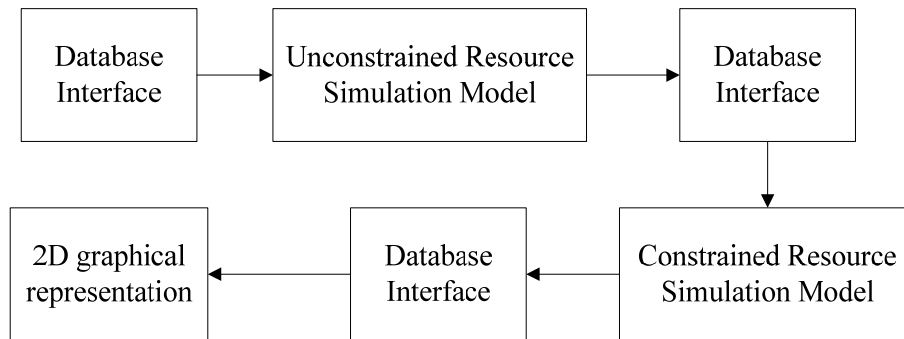 Database
Interface
Unconstrained Resource
Simulation Model
Database
Interface
2D graphical
representation
Database
Interface
Constrained Resource
Simulation Model